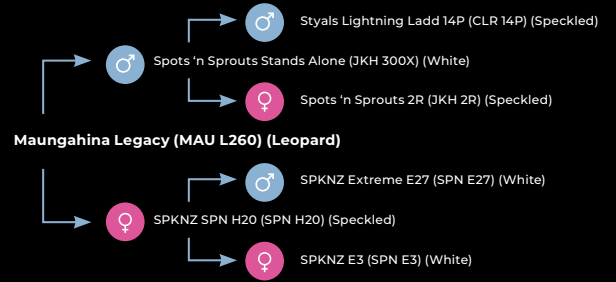 Styals Lightning Ladd 14P (CLR 14P) (Speckled)
Spots 'n Sprouts Stands Alone (JKH 300X) (White)
Spots 'n Sprouts 2R (JKH 2R) (Speckled)
Maungahina Legacy (MAU L260) (Leopard)
SPKNZ Extreme E27 (SPN E27) (White)
SPKNZ SPN H20 (SPN H20) (Speckled)
SPKNZ E3 (SPN E3) (White)